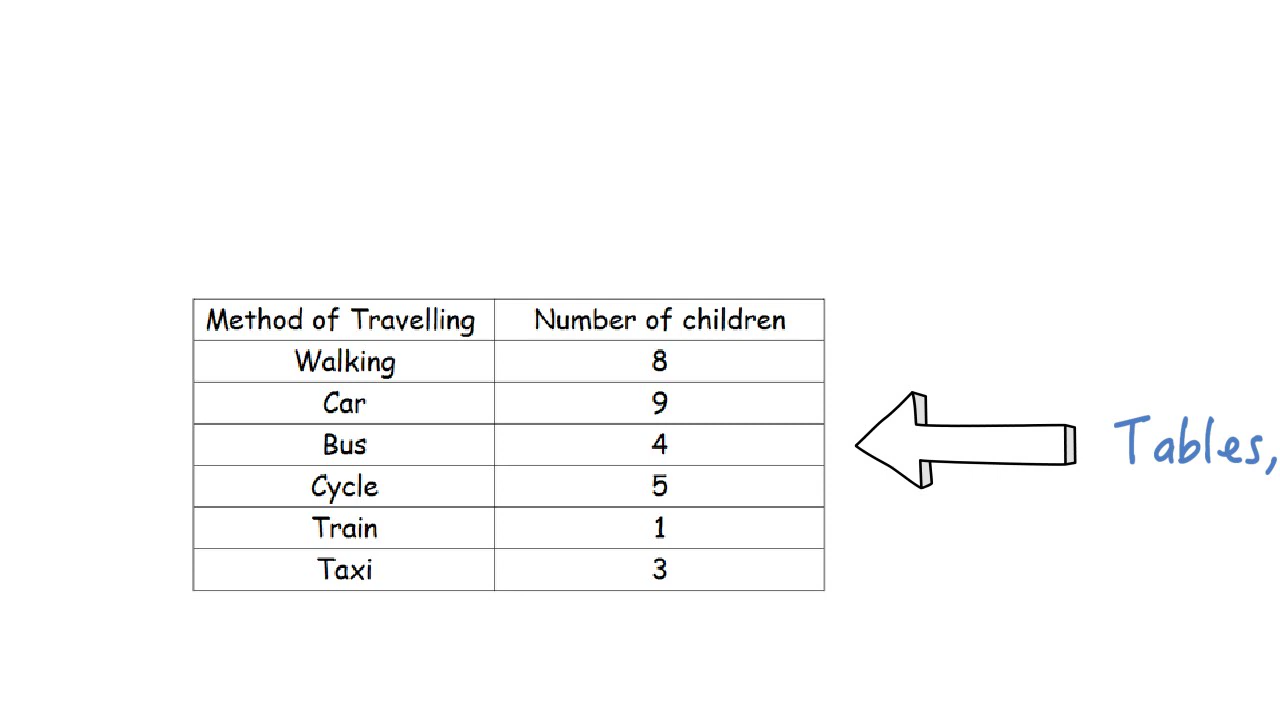 Method of Travelling Number of children
Walking 8
Car 9
Bus 4
Cycle 5
Train 1
Taxi 3
Tables,